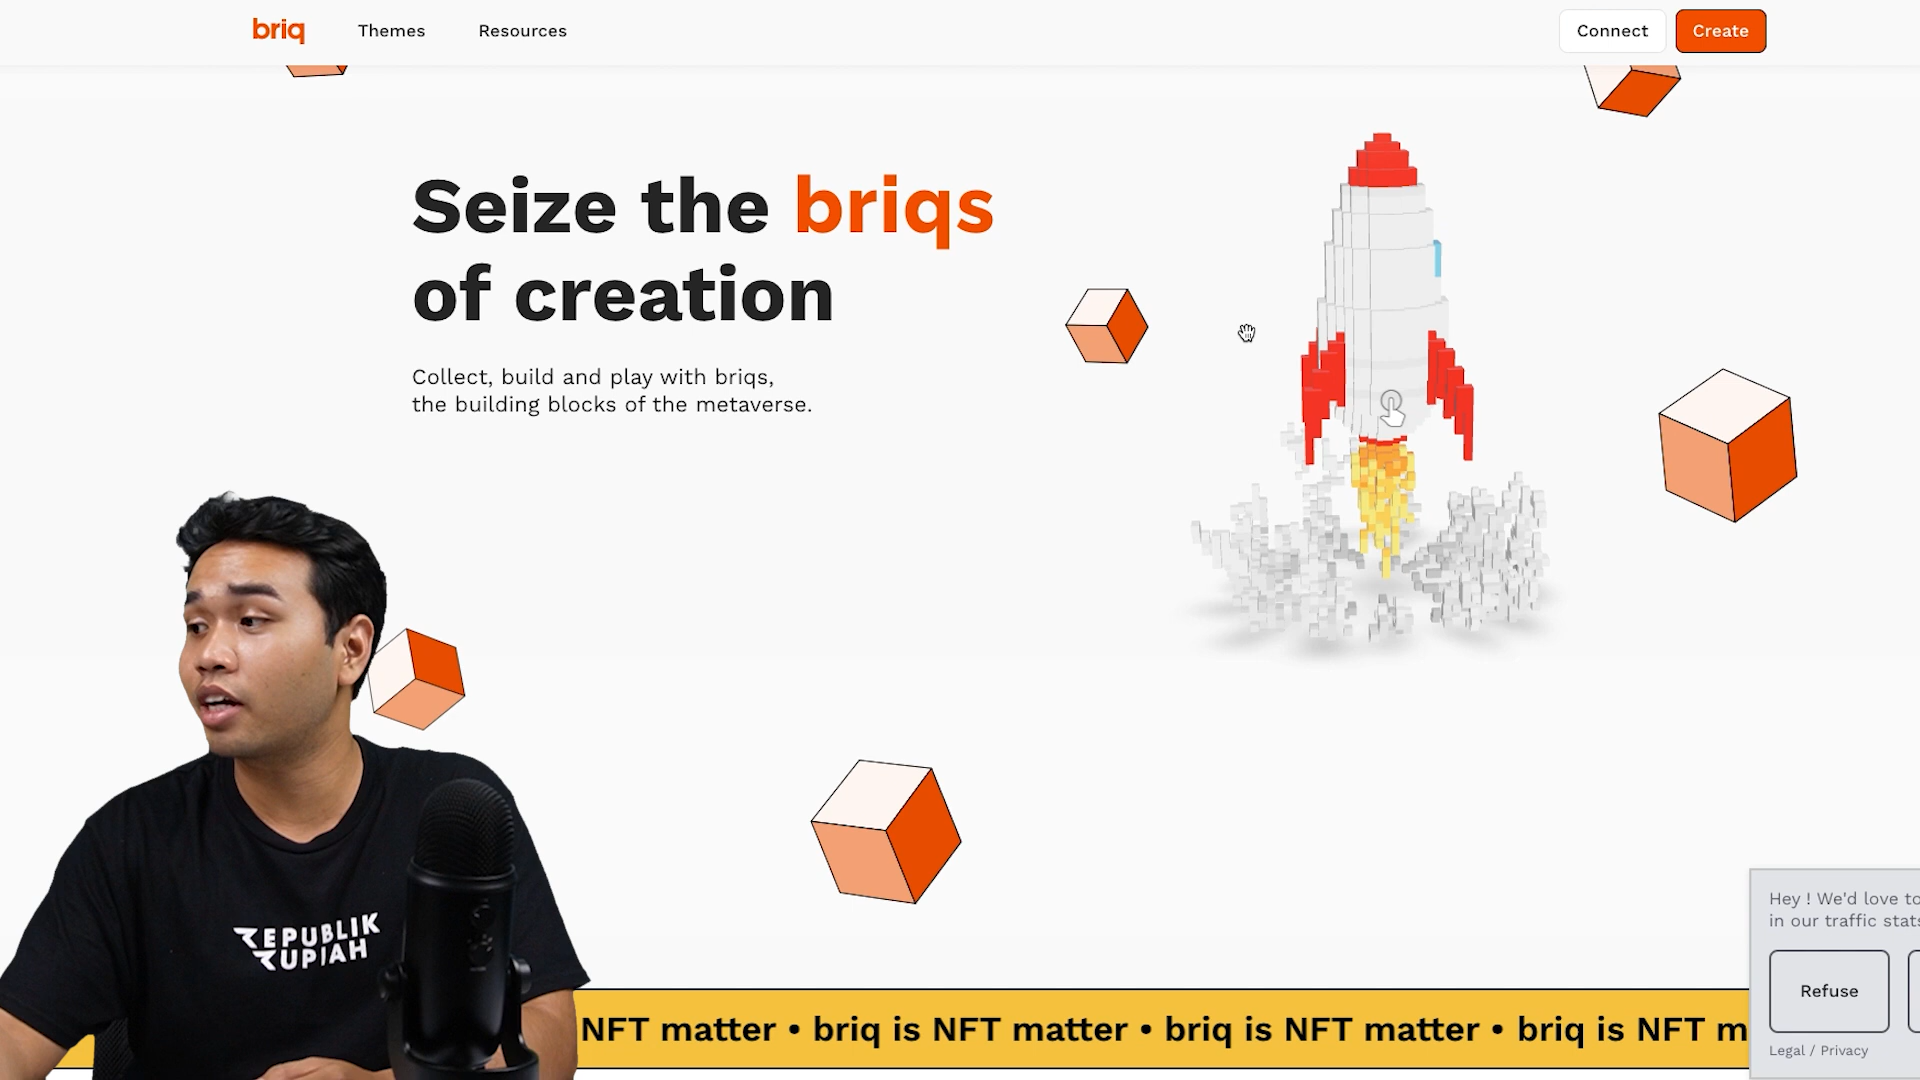 briq
Themes
Resources
Connect
Create
Seize the briqs
of creation
Collect, build and play with briqs,
the building blocks of the metaverse.
REPUBLIK
RUPIAH
NFT matter • briq is NFT matter • briq is NFT matter • briq is NFT m
Hey ! We'd love to
in our traffic stats
Refuse
Legal / Privacy